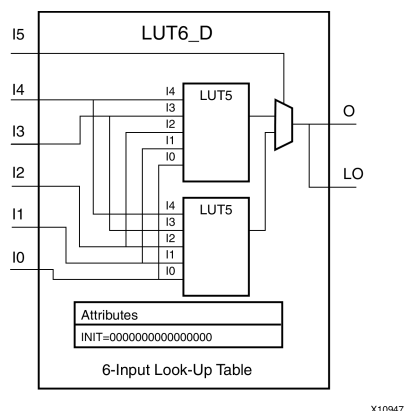 LUT6_D
I5
I4
I3
I2
I1
I0
I4
I3
I2
I1
I0
LUT5
I4
I3
I2
I1
I0
LUT5
O
LO
Attributes
INIT=0000000000000000
6-Input Look-Up Table
X10947